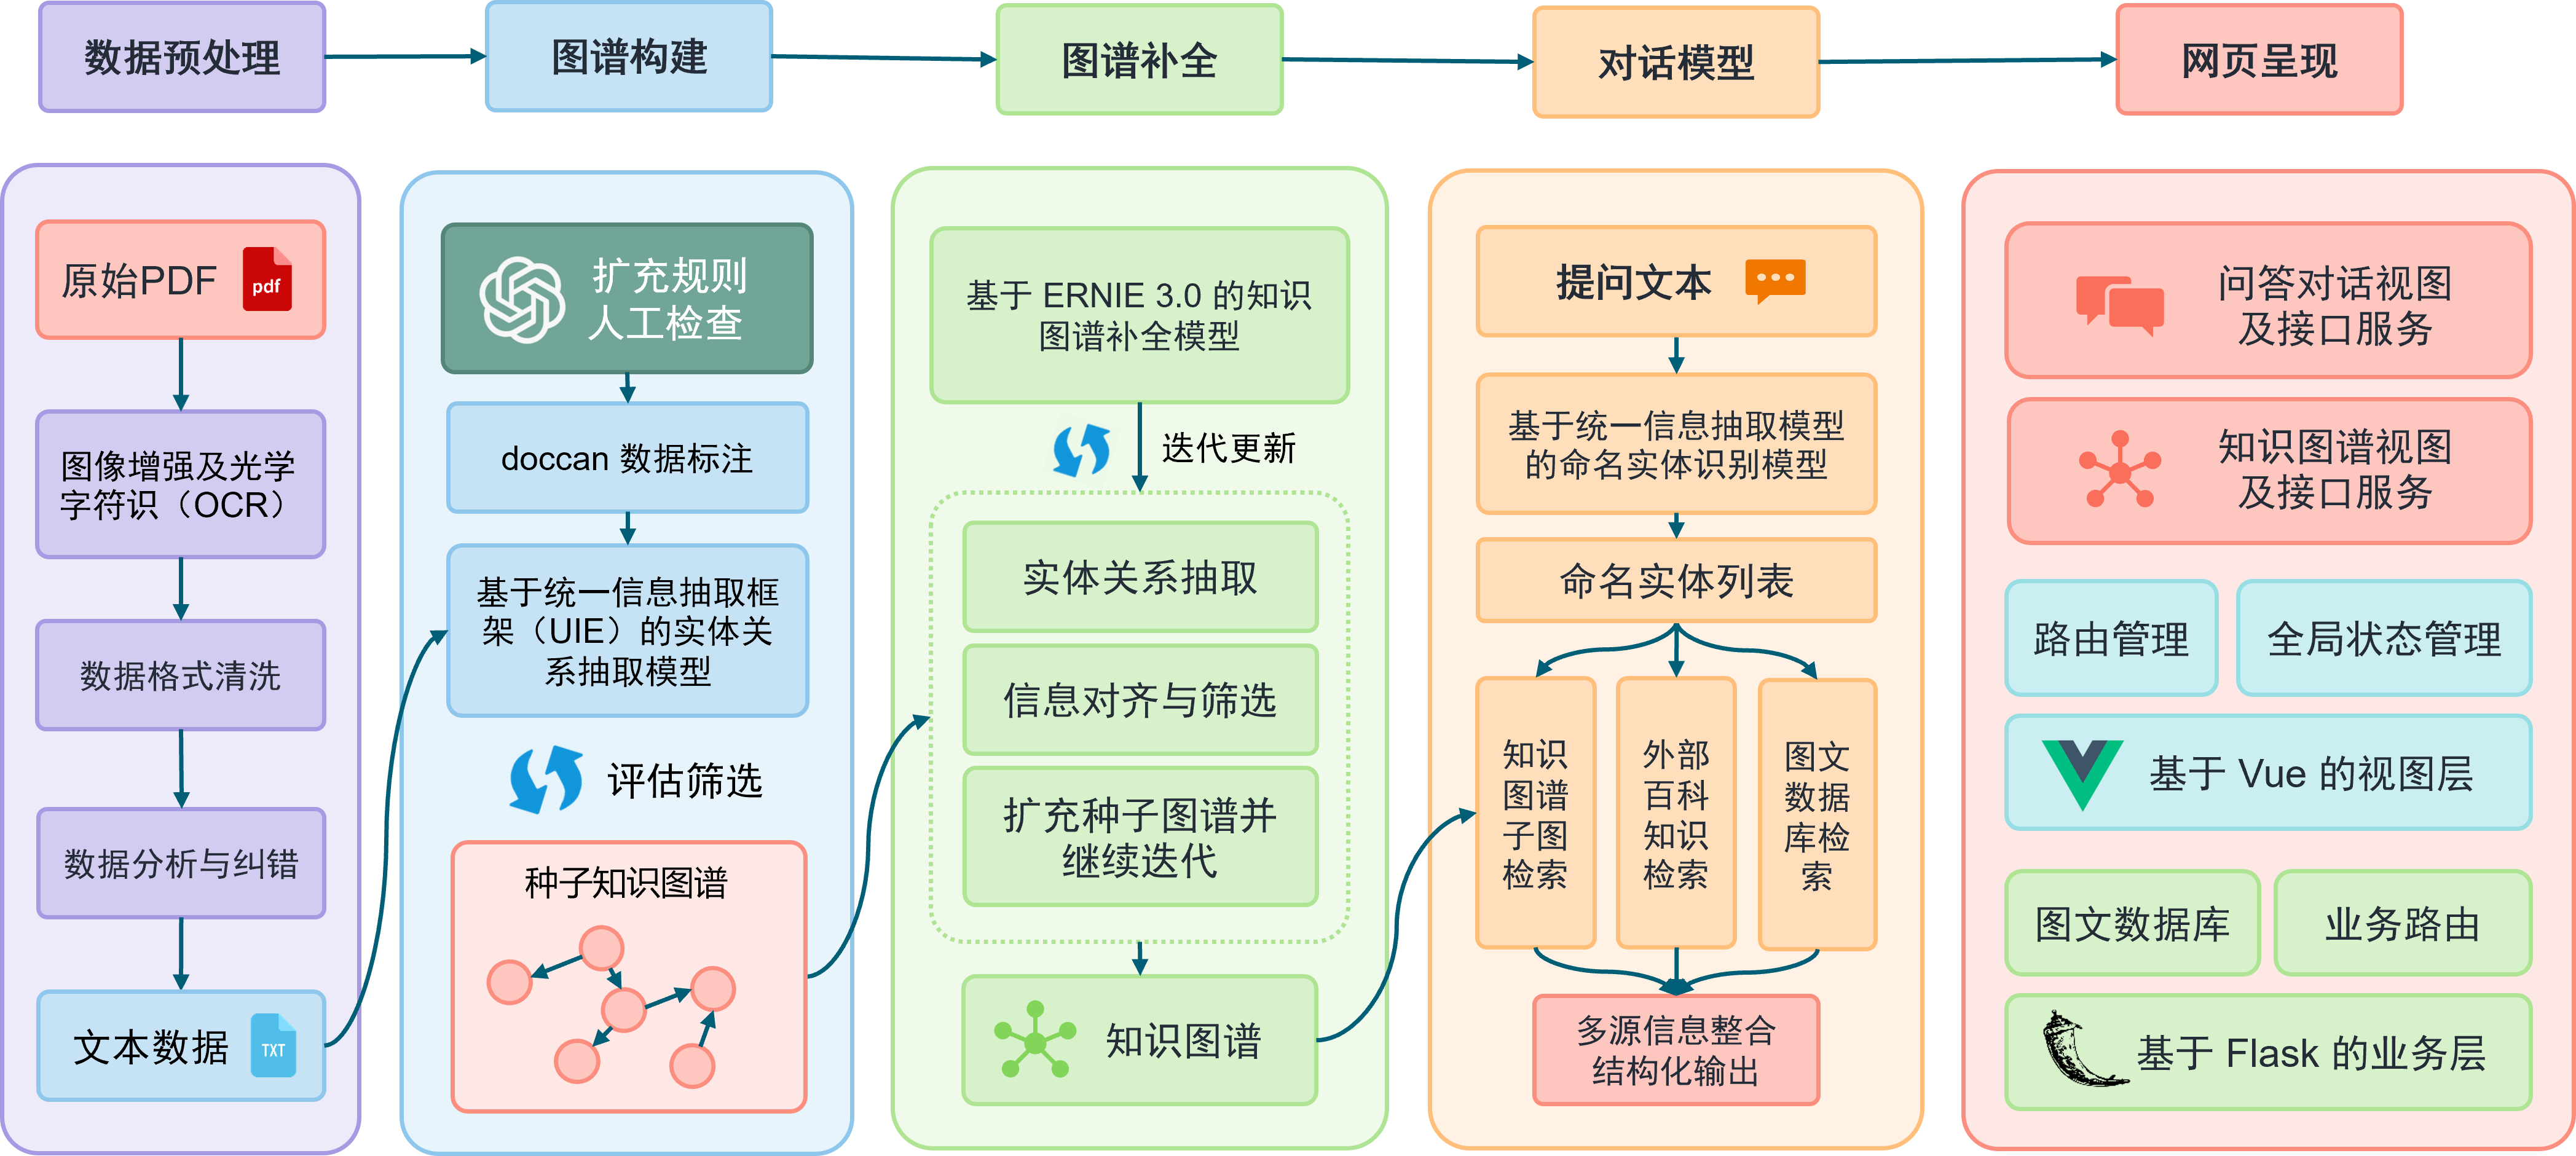 数据预处理
图谱构建
图谱补全
对话模型
网页呈现
原始PDF
pdf
图像增强及光学
字符识（OCR）
数据格式清洗
数据分析与纠错
文本数据
TXT
扩充规则
人工检查
doccan 数据标注
基于统一信息抽取框
架（UIE）的实体关
系抽取模型
评估筛选
种子知识图谱
基于 ERNIE 3.0 的知识
图谱补全模型
迭代更新
实体关系抽取
信息对齐与筛选
扩充种子图谱并
继续迭代
知识图谱
提问文本
基于统一信息抽取模型
的命名实体识别模型
命名实体列表
知识
图谱
子图
检索
外部
百科
知识
检索
图文
数据
库检
索
多源信息整合
结构化输出
问答对话视图
及接口服务
知识图谱视图
及接口服务
路由管理
全局状态管理
基于 Vue 的视图层
图文数据库
业务路由
基于 Flask 的业务层